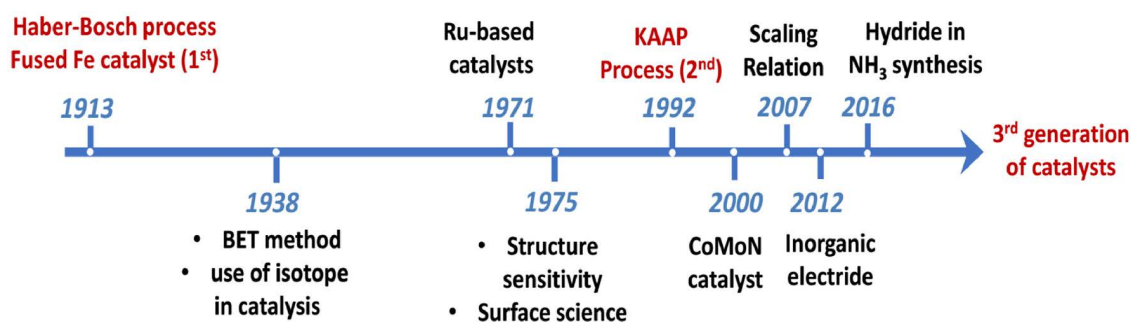 Haber-Bosch process
Fused Fe catalyst (1st)
1913
Ru-based
catalysts
1971
KAAP
Process (2nd)
1992
Scaling
Relation
2007
Hydride in
NH3 synthesis
2016
3rd generation
of catalysts
1938
• BET method
• use of isotope
in catalysis
1975
• Structure
sensitivity
• Surface science
2000
CoMoN
catalyst
2012
Inorganic
electride